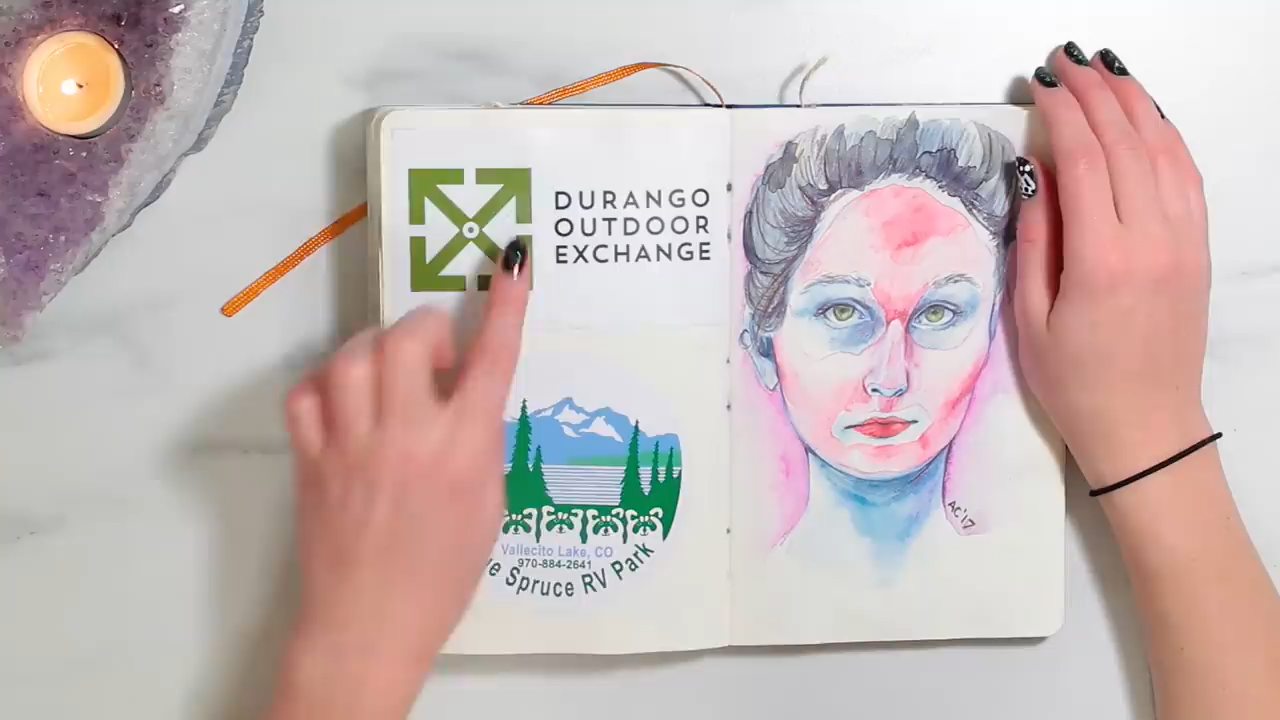 DURANGO
OUTDOOR
EXCHANGE
Vallecito Lake, CO
970-884-2641
Spruce RV Park
AC'17